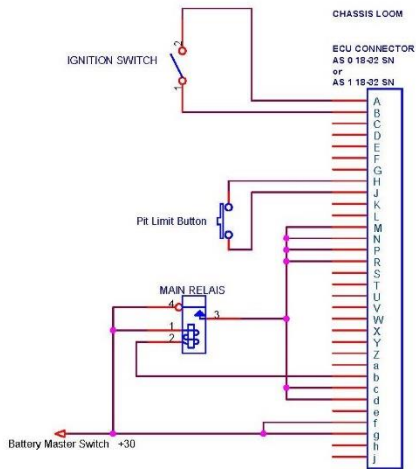 CHASSIS LOOM
ECU CONNECTOR
AS 0 18-32 SN
or
AS 1 18-32 SN
IGNITION SWITCH
2
1
A
B
C
D
E
F
G
H
J
K
L
M
N
P
R
S
T
U
V
W
X
Y
Z
a
b
c
d
e
f
g
h
j
Pit Limit Button
MAIN RELAIS
4
1
2
3
Battery Master Switch +30